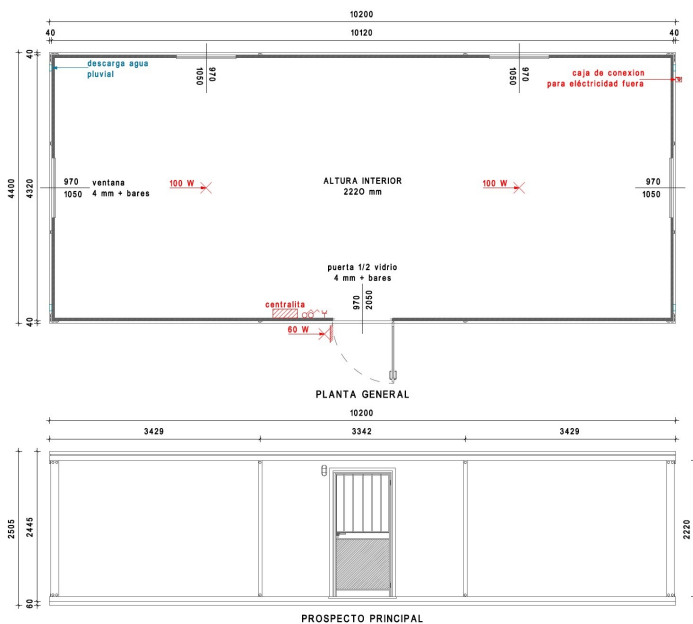 10200
40 10120 40
40
descarga agua
pluvial
970
1050
970
1050
caja de conexion
para eléctricidad fuera
4400
4320
970
1050
ventana
4 mm + bares
100 W
ALTURA INTERIOR
2220 mm
100 W
970
1050
puerta 1/2 vidrio
4 mm + bares
970
2050
centralita
60 W
40
PLANTA GENERAL
10200
3429 3342 3429
2505
2445
60
2220
PROSPECTO PRINCIPAL